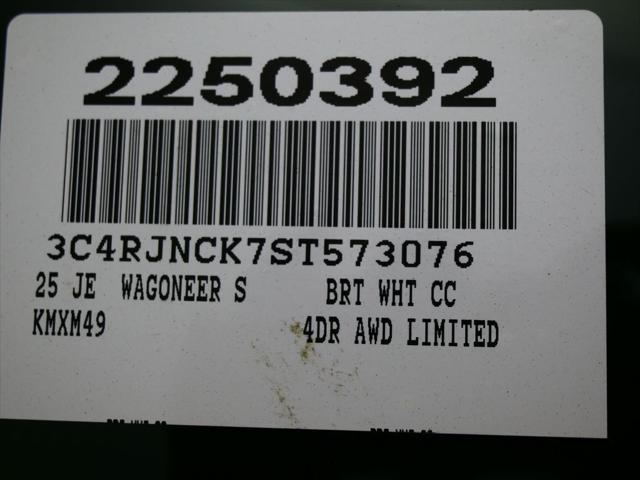 2250392
3C4RJNCK7ST573076
25 JE WAGONEER S BRT WHT CC
KMXM49 4DR AWD LIMITED